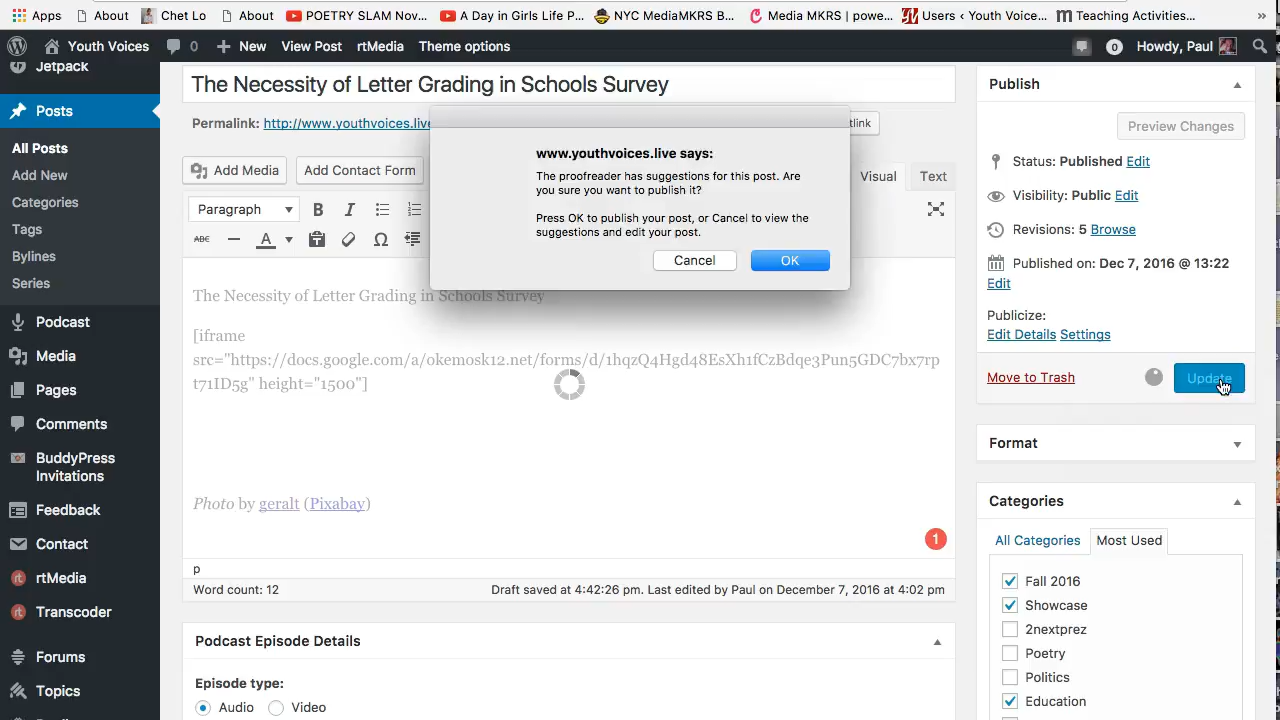 Apps About Chet Lo About POETRY SLAM Nov... A Day in Girls Life P... NYC MediaMKRS B... Media MKRS | powe... Users ‹ Youth Voice... Teaching Activities... »
Youth Voices 0 New View Post rtMedia Theme options 0 Howdy, Paul
Jetpack
Posts
All Posts
Add New
Categories
Tags
Bylines
Series
Podcast
Media
Pages
Comments
BuddyPress
Invitations
Feedback
Contact
rtMedia
Transcoder
Forums
Topics
The Necessity of Letter Grading in Schools Survey
Permalink: http://www.youthvoices.live
Add Media Add Contact Form Visual Text
Paragraph B I
ABC A Ω
www.youthvoices.live says:
The proofreader has suggestions for this post. Are
you sure you want to publish it?
Press OK to publish your post, or Cancel to view the
suggestions and edit your post.
Cancel OK
The Necessity of Letter Grading in Schools Survey
[iframe
src="https://docs.google.com/a/okemosk12.net/forms/d/1hqzQ4Hgd48EsXh1fCzBdqe3Pun5GDC7bx7rp
t71ID5g" height="1500"]
Photo by geralt (Pixabay)
1
p
Word count: 12 Draft saved at 4:42:26 pm. Last edited by Paul on December 7, 2016 at 4:02 pm
Podcast Episode Details
Episode type:
Audio Video
Publish
Preview Changes
Status: Published Edit
Visibility: Public Edit
Revisions: 5 Browse
Published on: Dec 7, 2016 @ 13:22
Edit
Publicize:
Edit Details Settings
Move to Trash Update
Format
Categories
All Categories Most Used
Fall 2016
Showcase
2nextprez
Poetry
Politics
Education